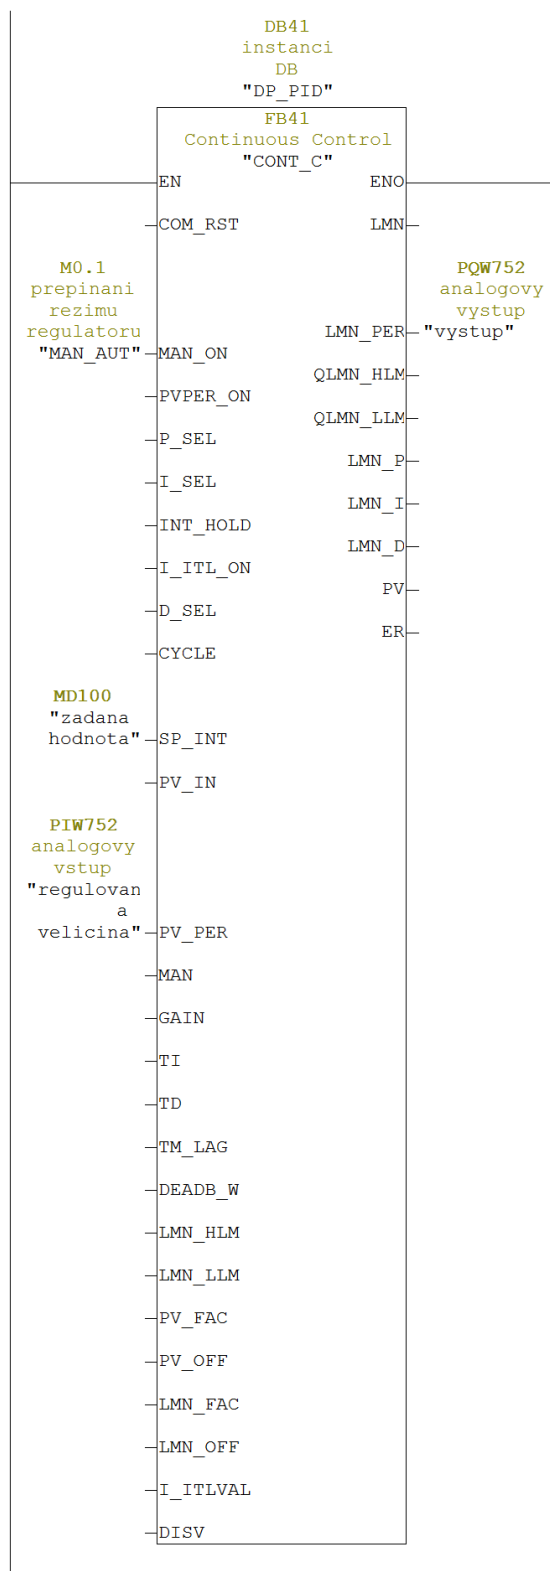 DB41
instanci
DB
"DP_PID"
FB41
Continuous Control
"CONT_C"
EN ENO
COM_RST LMN
M0.1
prepinani
rezimu
regulatoru
"MAN_AUT" MAN_ON
PQW752
analogovy
vystup
LMN_PER "vystup"
PVPER_ON QLMN_HLM
P_SEL QLMN_LLM
I_SEL LMN_P
INT_HOLD LMN_I
I_ITL_ON LMN_D
D_SEL PV
CYCLE ER
MD100
"zadana
hodnota" SP_INT
PV_IN
PIW752
analogovy
vstup
"regulovan
a
velicina" PV_PER
MAN
GAIN
TI
TD
TM_LAG
DEADB_W
LMN_HLM
LMN_LLM
PV_FAC
PV_OFF
LMN_FAC
LMN_OFF
I_ITLVAL
DISV